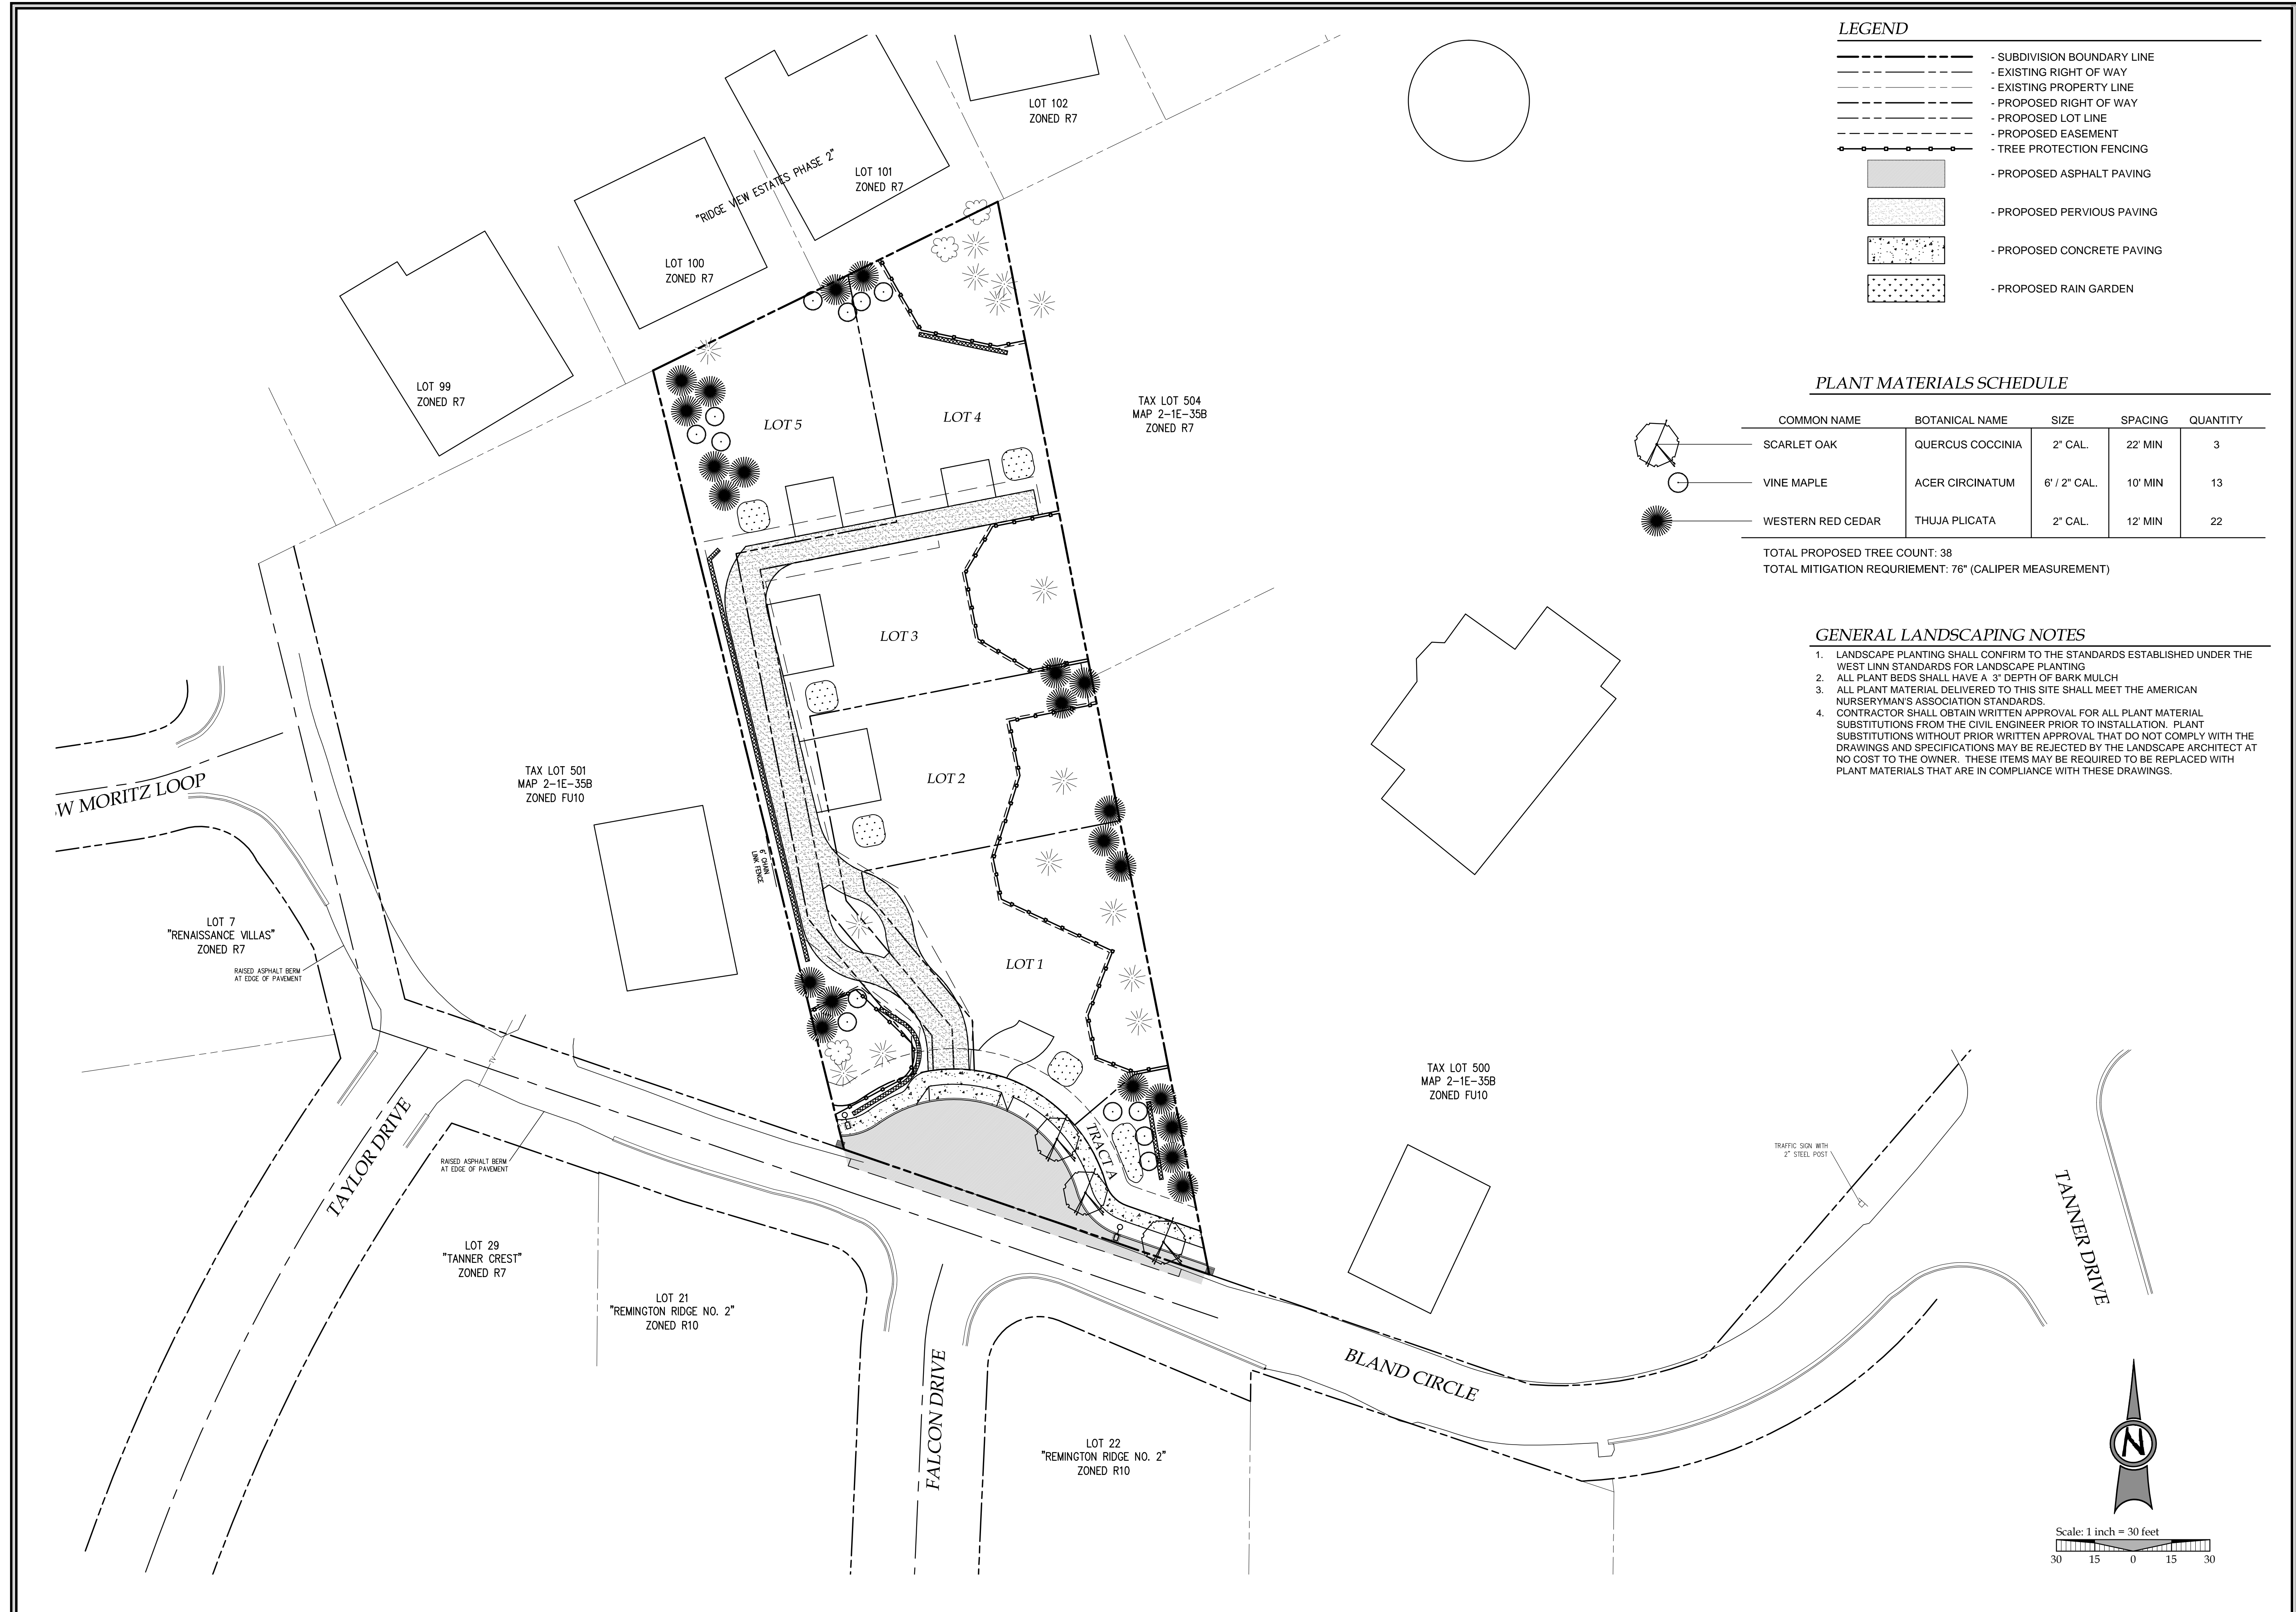 LEGEND
- SUBDIVISION BOUNDARY LINE
- EXISTING RIGHT OF WAY
- EXISTING PROPERTY LINE
- PROPOSED RIGHT OF WAY
- PROPOSED LOT LINE
- PROPOSED EASEMENT
- TREE PROTECTION FENCING
- PROPOSED ASPHALT PAVING
- PROPOSED PERVIOUS PAVING
- PROPOSED CONCRETE PAVING
- PROPOSED RAIN GARDEN
PLANT MATERIALS SCHEDULE
COMMON NAME BOTANICAL NAME SIZE SPACING QUANTITY
SCARLET OAK QUERCUS COCCINIA 2" CAL. 22' MIN 3
VINE MAPLE ACER CIRCINATUM 6' / 2" CAL. 10' MIN 13
WESTERN RED CEDAR THUJA PLICATA 2" CAL. 12' MIN 22
TOTAL PROPOSED TREE COUNT: 38
TOTAL MITIGATION REQURIEMENT: 76" (CALIPER MEASUREMENT)
GENERAL LANDSCAPING NOTES
1. LANDSCAPE PLANTING SHALL CONFIRM TO THE STANDARDS ESTABLISHED UNDER THE
WEST LINN STANDARDS FOR LANDSCAPE PLANTING
2. ALL PLANT BEDS SHALL HAVE A 3" DEPTH OF BARK MULCH
3. ALL PLANT MATERIAL DELIVERED TO THIS SITE SHALL MEET THE AMERICAN
NURSERYMAN'S ASSOCIATION STANDARDS.
4. CONTRACTOR SHALL OBTAIN WRITTEN APPROVAL FOR ALL PLANT MATERIAL
SUBSTITUTIONS FROM THE CIVIL ENGINEER PRIOR TO INSTALLATION. PLANT
SUBSTITUTIONS WITHOUT PRIOR WRITTEN APPROVAL THAT DO NOT COMPLY WITH THE
DRAWINGS AND SPECIFICATIONS MAY BE REJECTED BY THE LANDSCAPE ARCHITECT AT
NO COST TO THE OWNER. THESE ITEMS MAY BE REQUIRED TO BE REPLACED WITH
PLANT MATERIALS THAT ARE IN COMPLIANCE WITH THESE DRAWINGS.
LOT 102
ZONED R7
"RIDGE VIEW ESTATES PHASE 2"
LOT 101
ZONED R7
LOT 100
ZONED R7
LOT 99
ZONED R7
LOT 5
LOT 4
TAX LOT 504
MAP 2-1E-35B
ZONED R7
LOT 3
LOT 2
TAX LOT 501
MAP 2-1E-35B
ZONED FU10
W MORITZ LOOP
6' CHAIN
LINK FENCE
LOT 7
"RENAISSANCE VILLAS"
ZONED R7
RAISED ASPHALT BERM
AT EDGE OF PAVEMENT
LOT 1
TAX LOT 500
MAP 2-1E-35B
ZONED FU10
TRACT A
TAYLOR DRIVE
RAISED ASPHALT BERM
AT EDGE OF PAVEMENT
TRAFFIC SIGN WITH
2" STEEL POST
TANNER DRIVE
LOT 29
"TANNER CREST"
ZONED R7
LOT 21
"REMINGTON RIDGE NO. 2"
ZONED R10
FALCON DRIVE
BLAND CIRCLE
LOT 22
"REMINGTON RIDGE NO. 2"
ZONED R10
N
Scale: 1 inch = 30 feet
30 15 0 15 30